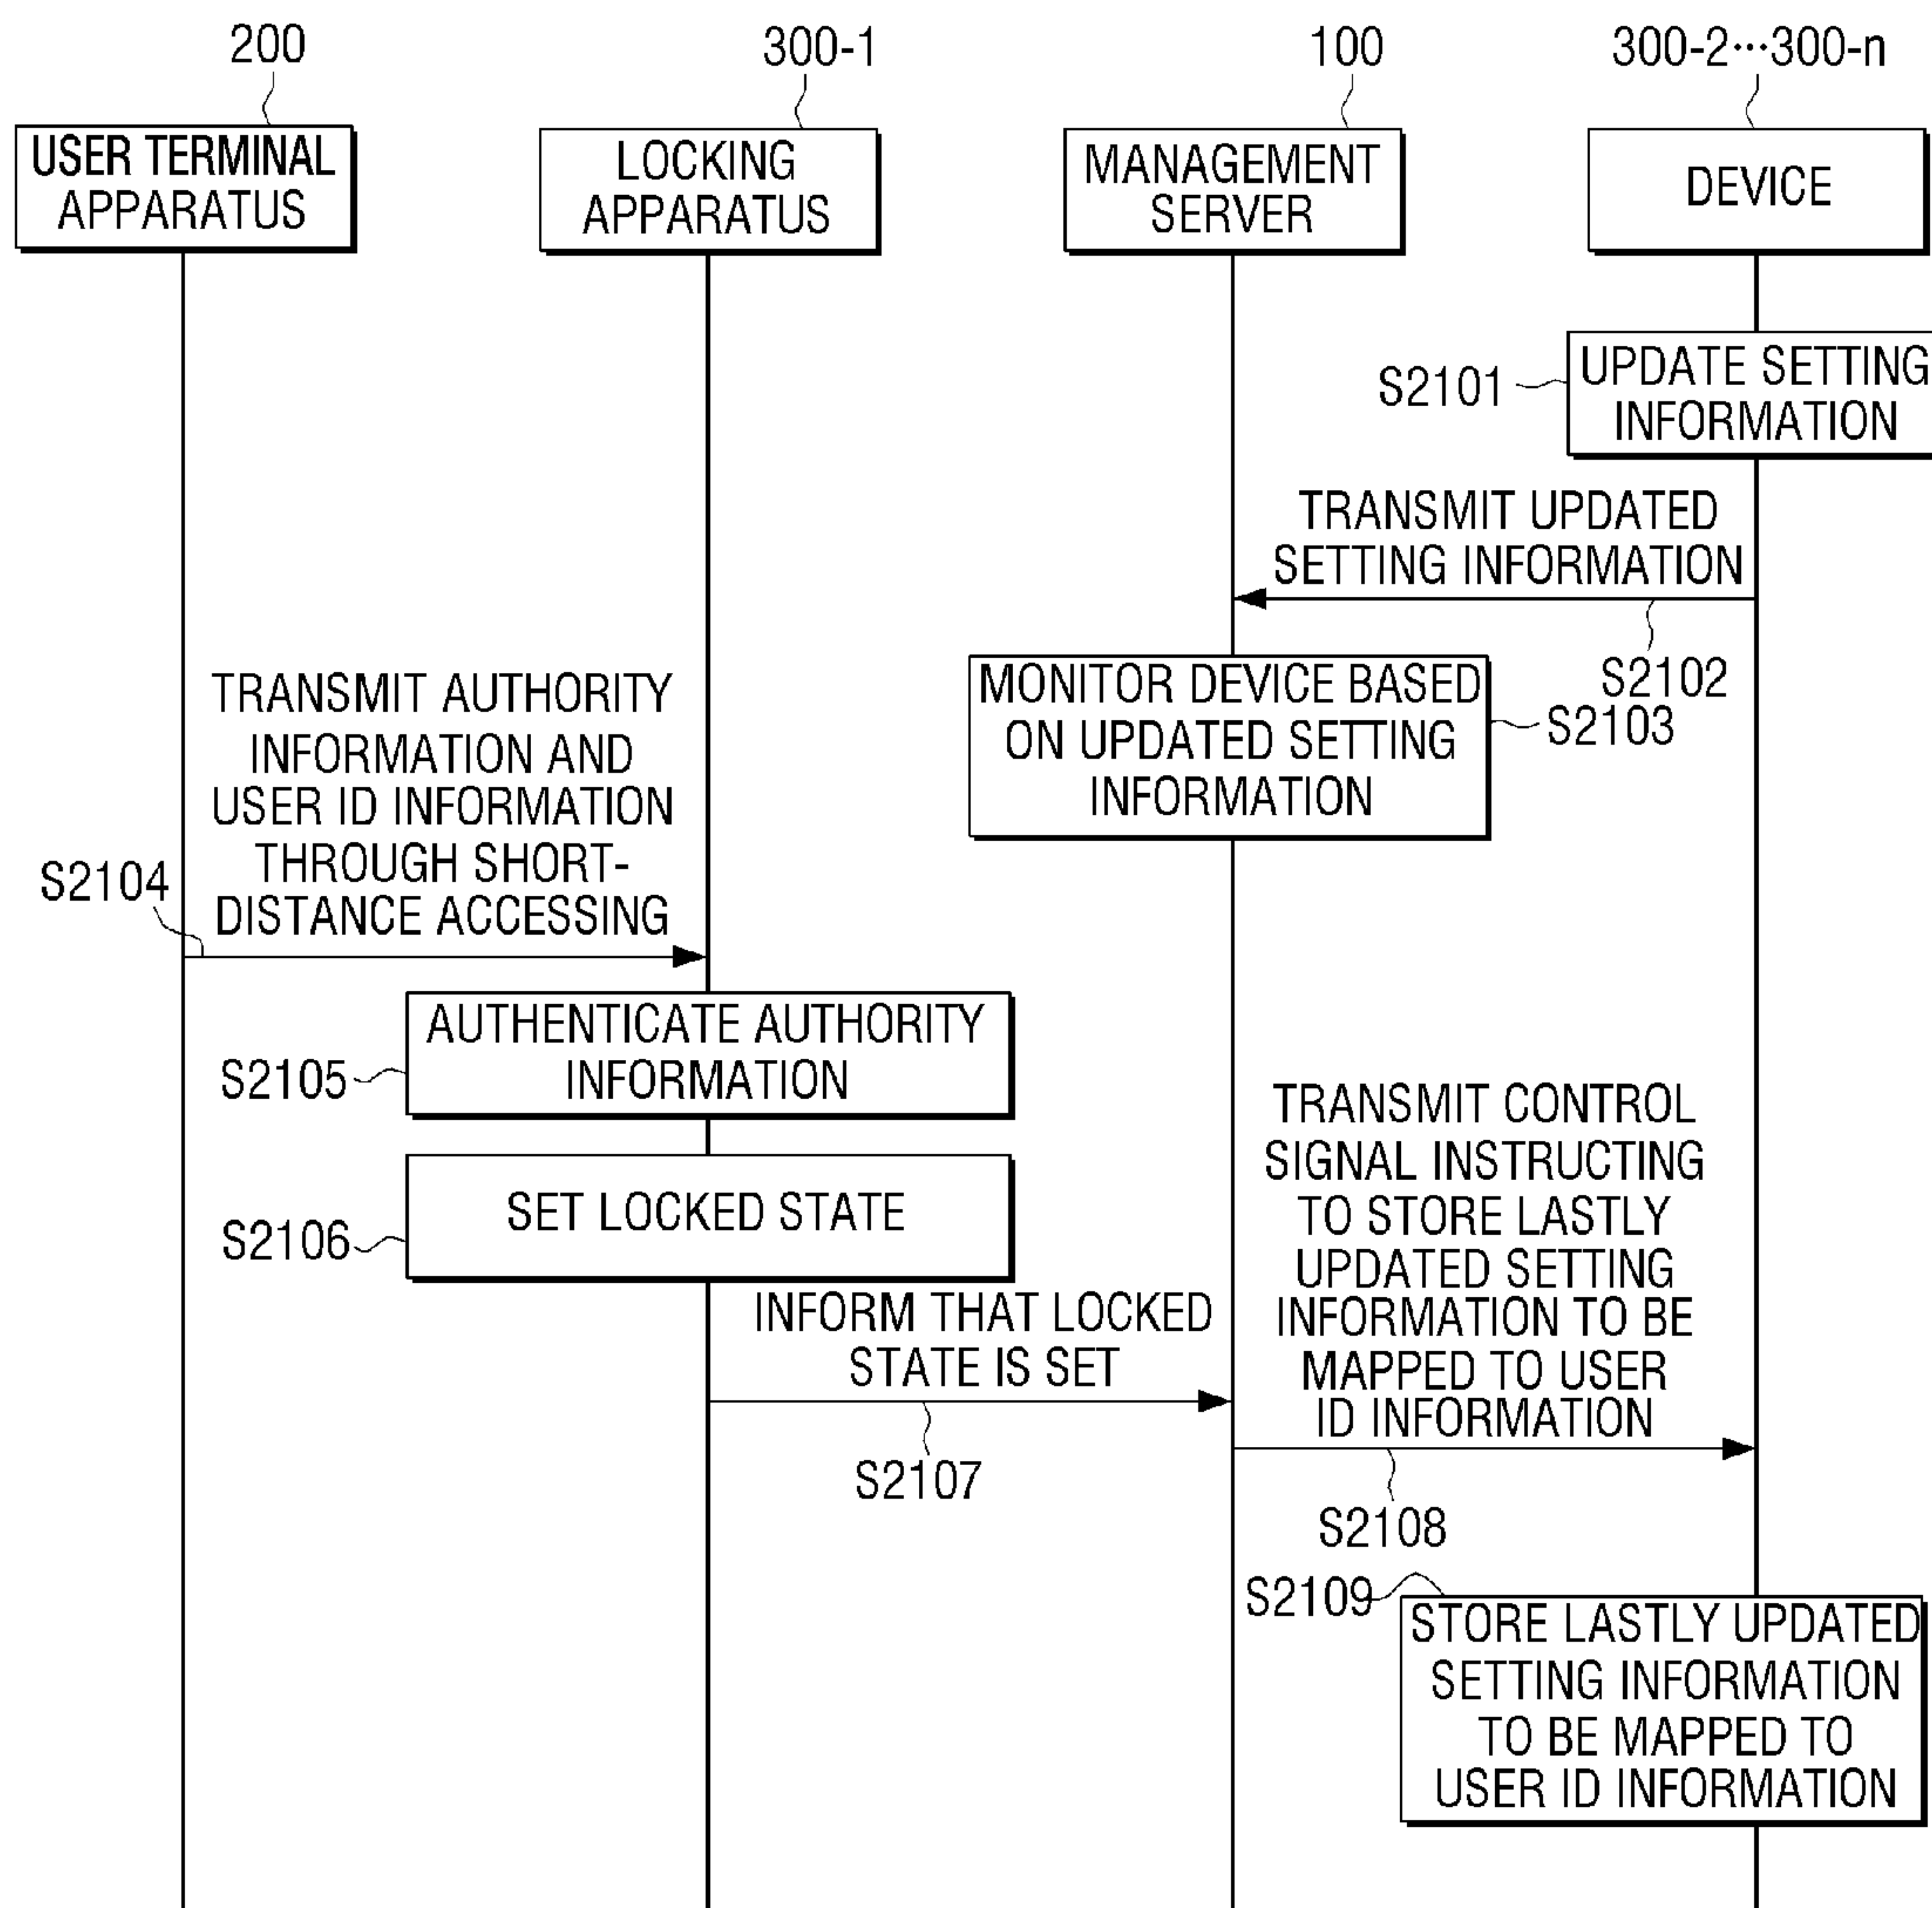 200
300-1
100
300-2···300-n
USER TERMINAL
APPARATUS
LOCKING
APPARATUS
MANAGEMENT
SERVER
DEVICE
S2101
UPDATE SETTING
INFORMATION
TRANSMIT UPDATED
SETTING INFORMATION
S2102
MONITOR DEVICE BASED
ON UPDATED SETTING
INFORMATION
S2103
TRANSMIT AUTHORITY
INFORMATION AND
USER ID INFORMATION
THROUGH SHORT-
DISTANCE ACCESSING
S2104
AUTHENTICATE AUTHORITY
INFORMATION
S2105
SET LOCKED STATE
S2106
INFORM THAT LOCKED
STATE IS SET
S2107
TRANSMIT CONTROL
SIGNAL INSTRUCTING
TO STORE LASTLY
UPDATED SETTING
INFORMATION TO BE
MAPPED TO USER
ID INFORMATION
S2108
S2109
STORE LASTLY UPDATED
SETTING INFORMATION
TO BE MAPPED TO
USER ID INFORMATION